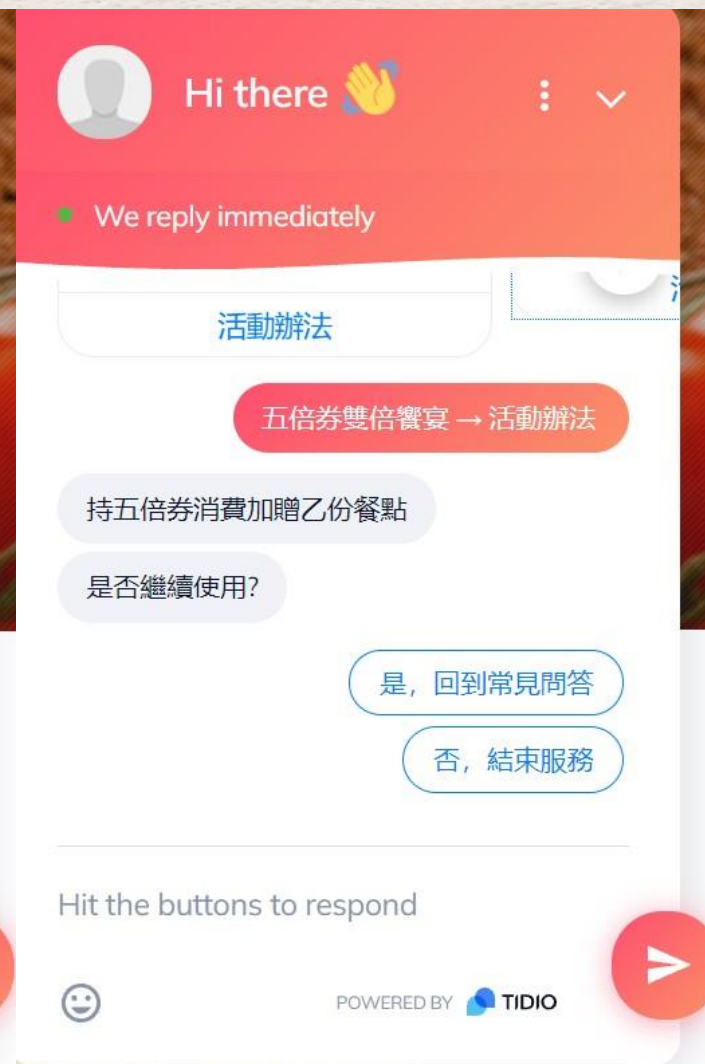 Hi there 👋
We reply immediately
活動辦法
五倍券雙倍饗宴 → 活動辦法
持五倍券消費加贈乙份餐點
是否繼續使用?
是，回到常見問答
否，結束服務
Hit the buttons to respond
POWERED BY TIDIO